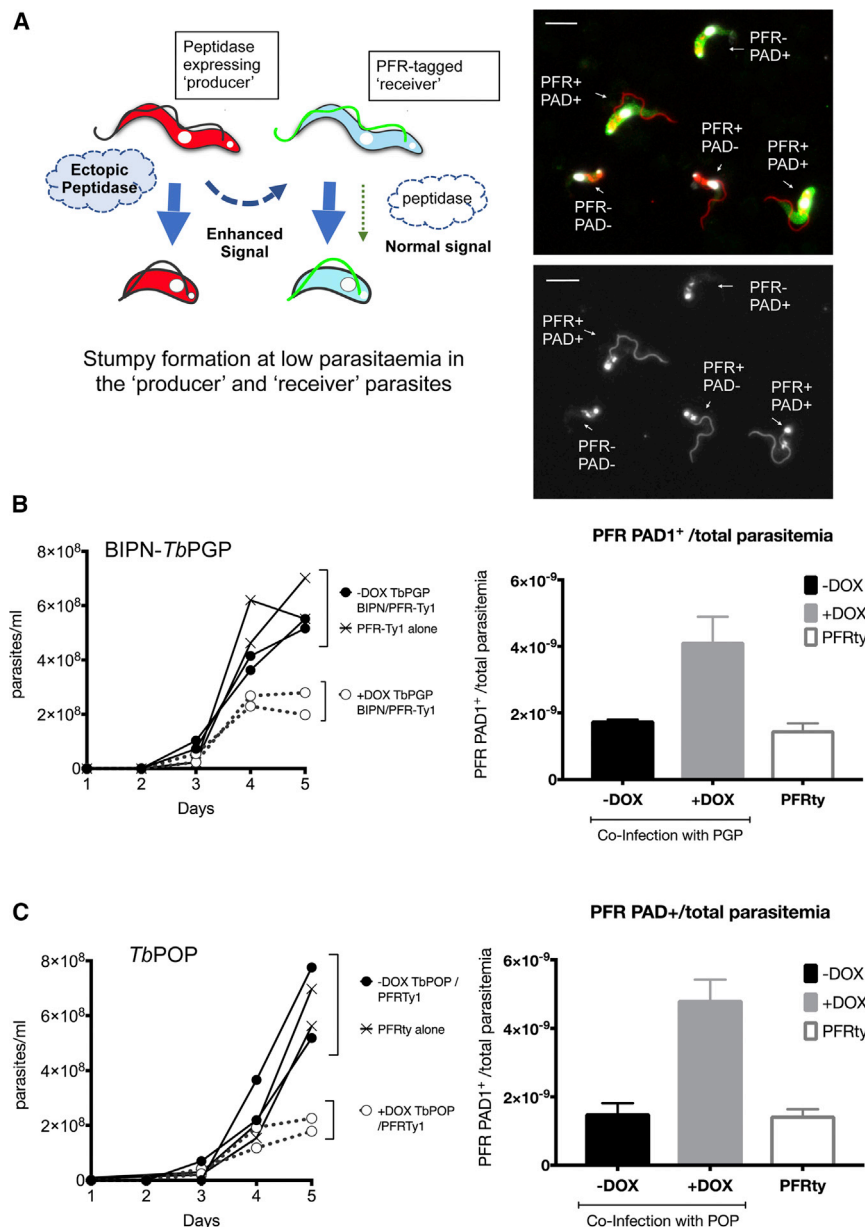 A
Peptidase
expressing
‘producer’
PFR-tagged
‘receiver’
Ectopic
Peptidase
peptidase
Enhanced
Signal
Normal signal
Stumpy formation at low parasitaemia in
the ‘producer’ and ‘receiver’ parasites
PFR-
PAD+
PFR+
PAD+
PFR+
PAD-
PFR+
PAD+
PFR-
PAD-
PFR-
PAD+
PFR+
PAD+
PFR+
PAD-
PFR+
PAD+
PFR-
PAD-
B
BIPN-TbPGP
8×10⁸
6×10⁸
4×10⁸
2×10⁸
0
parasites/ml
1 2 3 4 5
Days
-DOX TbPGP
BIPN/PFR-Ty1
PFR-Ty1 alone
+DOX TbPGP
BIPN/PFR-Ty1
PFR PAD1⁺ /total parasitemia
6×10⁻⁹
4×10⁻⁹
2×10⁻⁹
0
PFR PAD1⁺ /total parasitemia
-DOX
+DOX
PFRty
-DOX +DOX PFRty
Co-Infection with PGP
C
TbPOP
8×10⁸
6×10⁸
4×10⁸
2×10⁸
0
parasites/ml
1 2 3 4 5
Days
-DOX TbPOP /
PFRTy1
PFRty alone
+DOX TbPOP
/PFRTy1
PFR PAD+/total parasitemia
6×10⁻⁹
4×10⁻⁹
2×10⁻⁹
0
PFR PAD1⁺ /total parasitemia
-DOX
+DOX
PFRty
-DOX +DOX PFRty
Co-Infection with POP